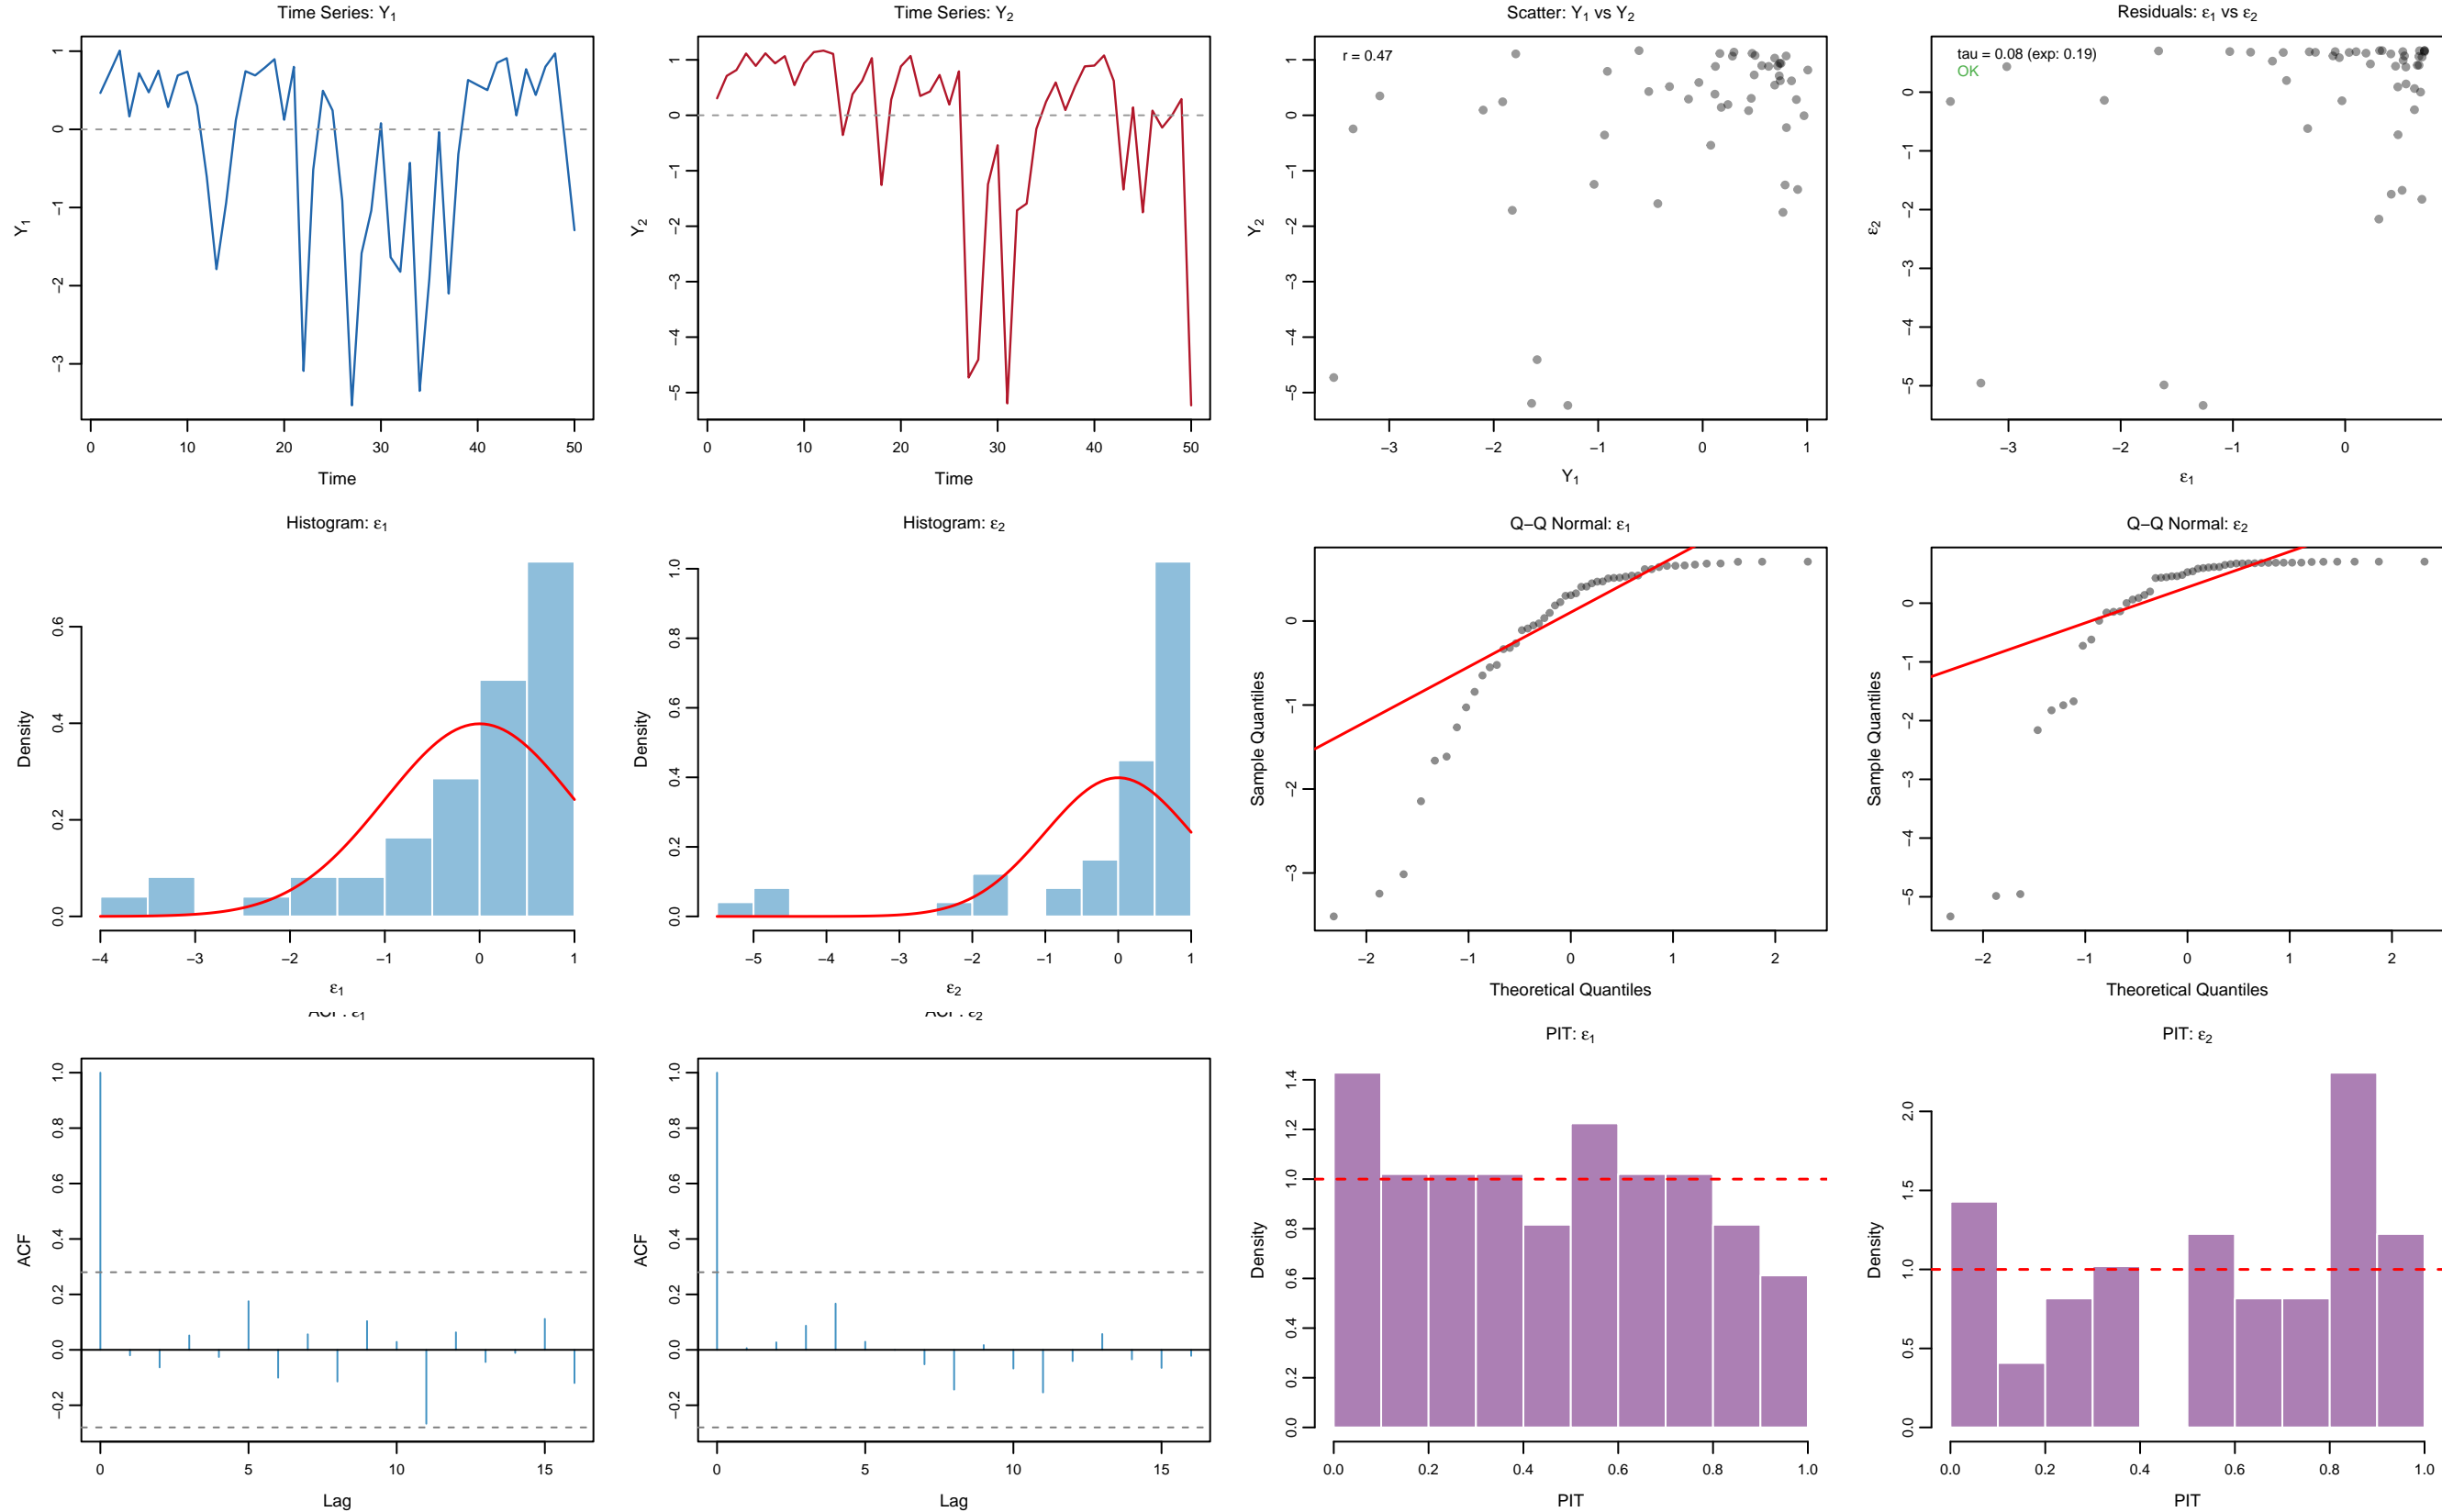 Time Series: Y₁
1
0
−1
−2
−3
Y₁
0 10 20 30 40 50
Time
Time Series: Y₂
1
0
−1
−2
−3
−4
−5
Y₂
0 10 20 30 40 50
Time
Scatter: Y₁ vs Y₂
r = 0.47
1
0
−1
−2
−3
−4
−5
Y₂
−3 −2 −1 0 1
Y₁
Residuals: ε₁ vs ε₂
tau = 0.08 (exp: 0.19)
OK
0
−1
−2
−3
−4
−5
ε₂
−3 −2 −1 0
ε₁
Histogram: ε₁
0.6
0.4
0.2
0.0
Density
−4 −3 −2 −1 0 1
ε₁
Histogram: ε₂
1.0
0.8
0.6
0.4
0.2
0.0
Density
−5 −4 −3 −2 −1 0 1
ε₂
Q−Q Normal: ε₁
0
−1
−2
−3
Sample Quantiles
−2 −1 0 1 2
Theoretical Quantiles
Q−Q Normal: ε₂
0
−1
−2
−3
−4
−5
Sample Quantiles
−2 −1 0 1 2
Theoretical Quantiles
ACF: ε₁
1.0
0.8
0.6
0.4
0.2
0.0
−0.2
ACF
0 5 10 15
Lag
ACF: ε₂
1.0
0.8
0.6
0.4
0.2
0.0
−0.2
ACF
0 5 10 15
Lag
PIT: ε₁
1.4
1.2
1.0
0.8
0.6
0.4
0.2
0.0
Density
0.0 0.2 0.4 0.6 0.8 1.0
PIT
PIT: ε₂
2.0
1.5
1.0
0.5
0.0
Density
0.0 0.2 0.4 0.6 0.8 1.0
PIT